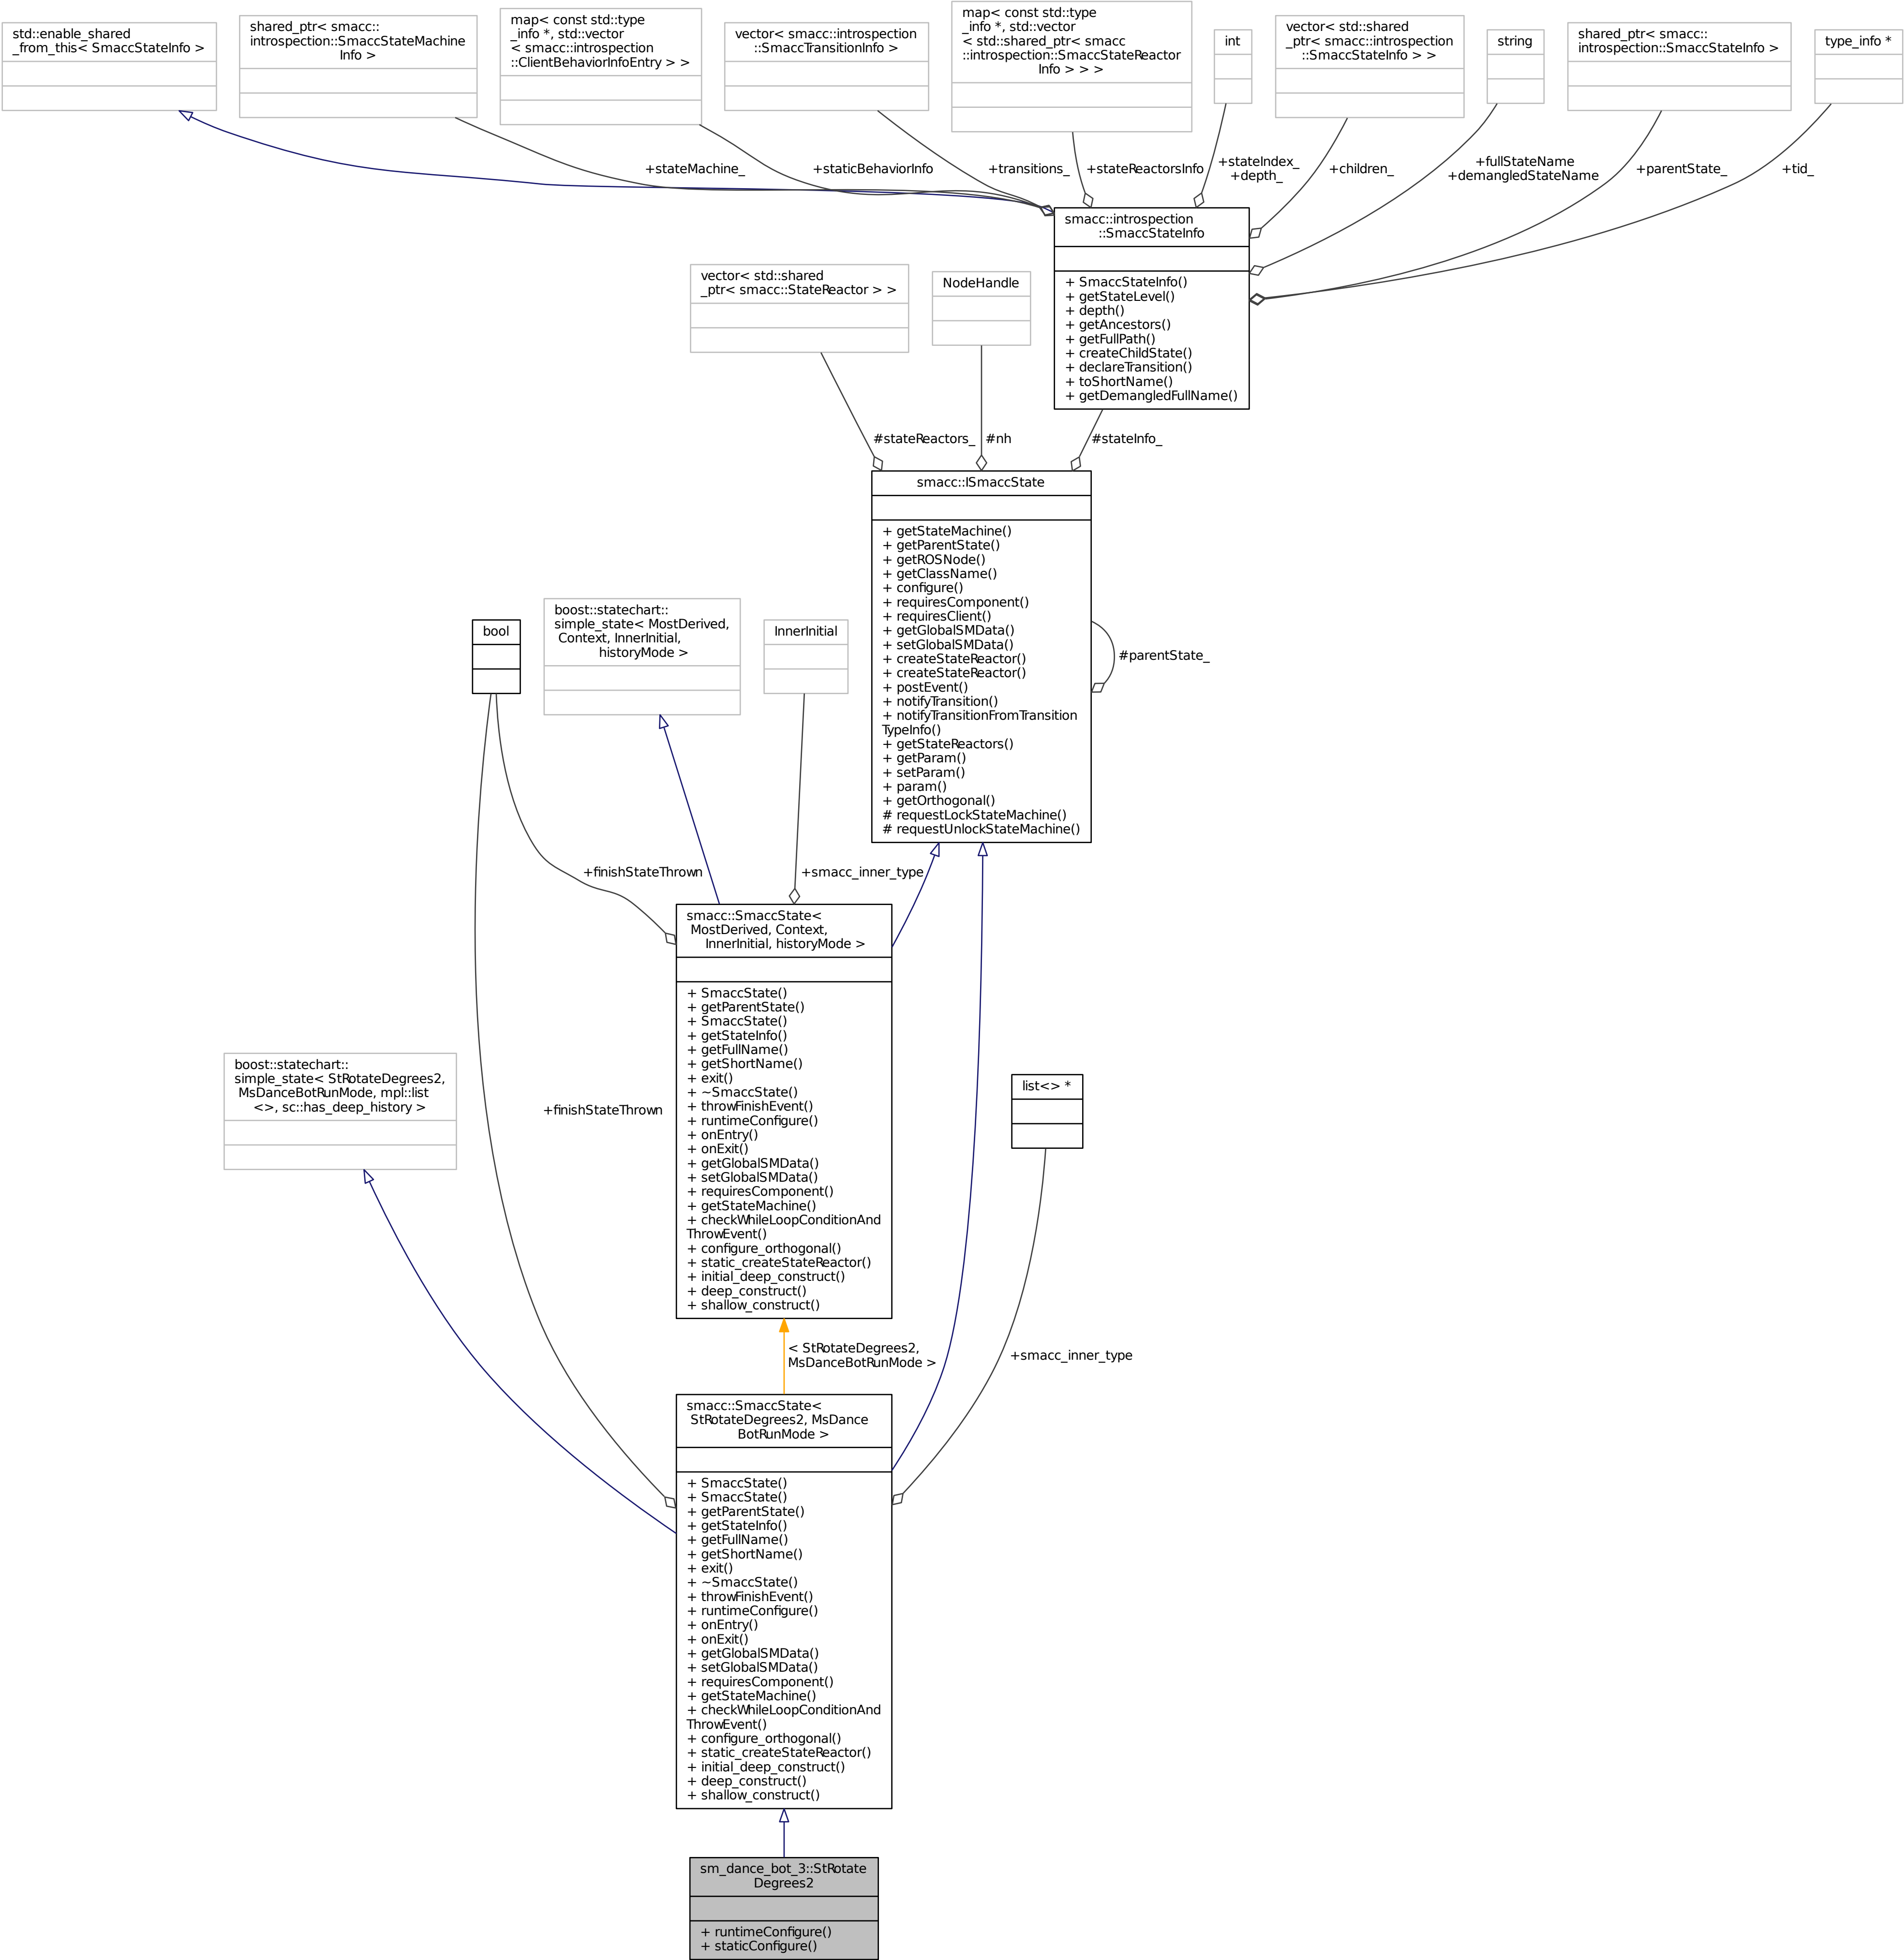 std::enable_shared
_from_this< SmaccStateInfo >
shared_ptr< smacc::
introspection::SmaccStateMachine
Info >
map< const std::type
_info *, std::vector
< smacc::introspection
::ClientBehaviorInfoEntry > >
vector< smacc::introspection
::SmaccTransitionInfo >
map< const std::type
_info *, std::vector
< std::shared_ptr< smacc
::introspection::SmaccStateReactor
Info > > >
int
vector< std::shared
_ptr< smacc::introspection
::SmaccStateInfo > >
string
shared_ptr< smacc::
introspection::SmaccStateInfo >
type_info *
+stateMachine_
+staticBehaviorInfo
+transitions_
+stateReactorsInfo
+stateIndex_
+depth_
+children_
+fullStateName
+demangledStateName
+parentState_
+tid_
smacc::introspection
::SmaccStateInfo
+ SmaccStateInfo()
+ getStateLevel()
+ depth()
+ getAncestors()
+ getFullPath()
+ createChildState()
+ declareTransition()
+ toShortName()
+ getDemangledFullName()
vector< std::shared
_ptr< smacc::StateReactor > >
NodeHandle
#stateReactors_
#nh
#stateInfo_
smacc::ISmaccState
+ getStateMachine()
+ getParentState()
+ getROSNode()
+ getClassName()
+ configure()
+ requiresComponent()
+ requiresClient()
+ getGlobalSMData()
+ setGlobalSMData()
+ createStateReactor()
+ createStateReactor()
+ postEvent()
+ notifyTransition()
+ notifyTransitionFromTransition
TypeInfo()
+ getStateReactors()
+ getParam()
+ setParam()
+ param()
+ getOrthogonal()
# requestLockStateMachine()
# requestUnlockStateMachine()
#parentState_
bool
boost::statechart::
simple_state< MostDerived,
Context, InnerInitial,
historyMode >
InnerInitial
+finishStateThrown
+smacc_inner_type
smacc::SmaccState<
MostDerived, Context,
InnerInitial, historyMode >
+ SmaccState()
+ getParentState()
+ SmaccState()
+ getStateInfo()
+ getFullName()
+ getShortName()
+ exit()
+ ~SmaccState()
+ throwFinishEvent()
+ runtimeConfigure()
+ onEntry()
+ onExit()
+ getGlobalSMData()
+ setGlobalSMData()
+ requiresComponent()
+ getStateMachine()
+ checkWhileLoopConditionAnd
ThrowEvent()
+ configure_orthogonal()
+ static_createStateReactor()
+ initial_deep_construct()
+ deep_construct()
+ shallow_construct()
boost::statechart::
simple_state< StRotateDegrees2,
MsDanceBotRunMode, mpl::list
<>, sc::has_deep_history >
+finishStateThrown
list<> *
< StRotateDegrees2,
MsDanceBotRunMode >
+smacc_inner_type
smacc::SmaccState<
StRotateDegrees2, MsDance
BotRunMode >
+ SmaccState()
+ SmaccState()
+ getParentState()
+ getStateInfo()
+ getFullName()
+ getShortName()
+ exit()
+ ~SmaccState()
+ throwFinishEvent()
+ runtimeConfigure()
+ onEntry()
+ onExit()
+ getGlobalSMData()
+ setGlobalSMData()
+ requiresComponent()
+ getStateMachine()
+ checkWhileLoopConditionAnd
ThrowEvent()
+ configure_orthogonal()
+ static_createStateReactor()
+ initial_deep_construct()
+ deep_construct()
+ shallow_construct()
sm_dance_bot_3::StRotate
Degrees2
+ runtimeConfigure()
+ staticConfigure()